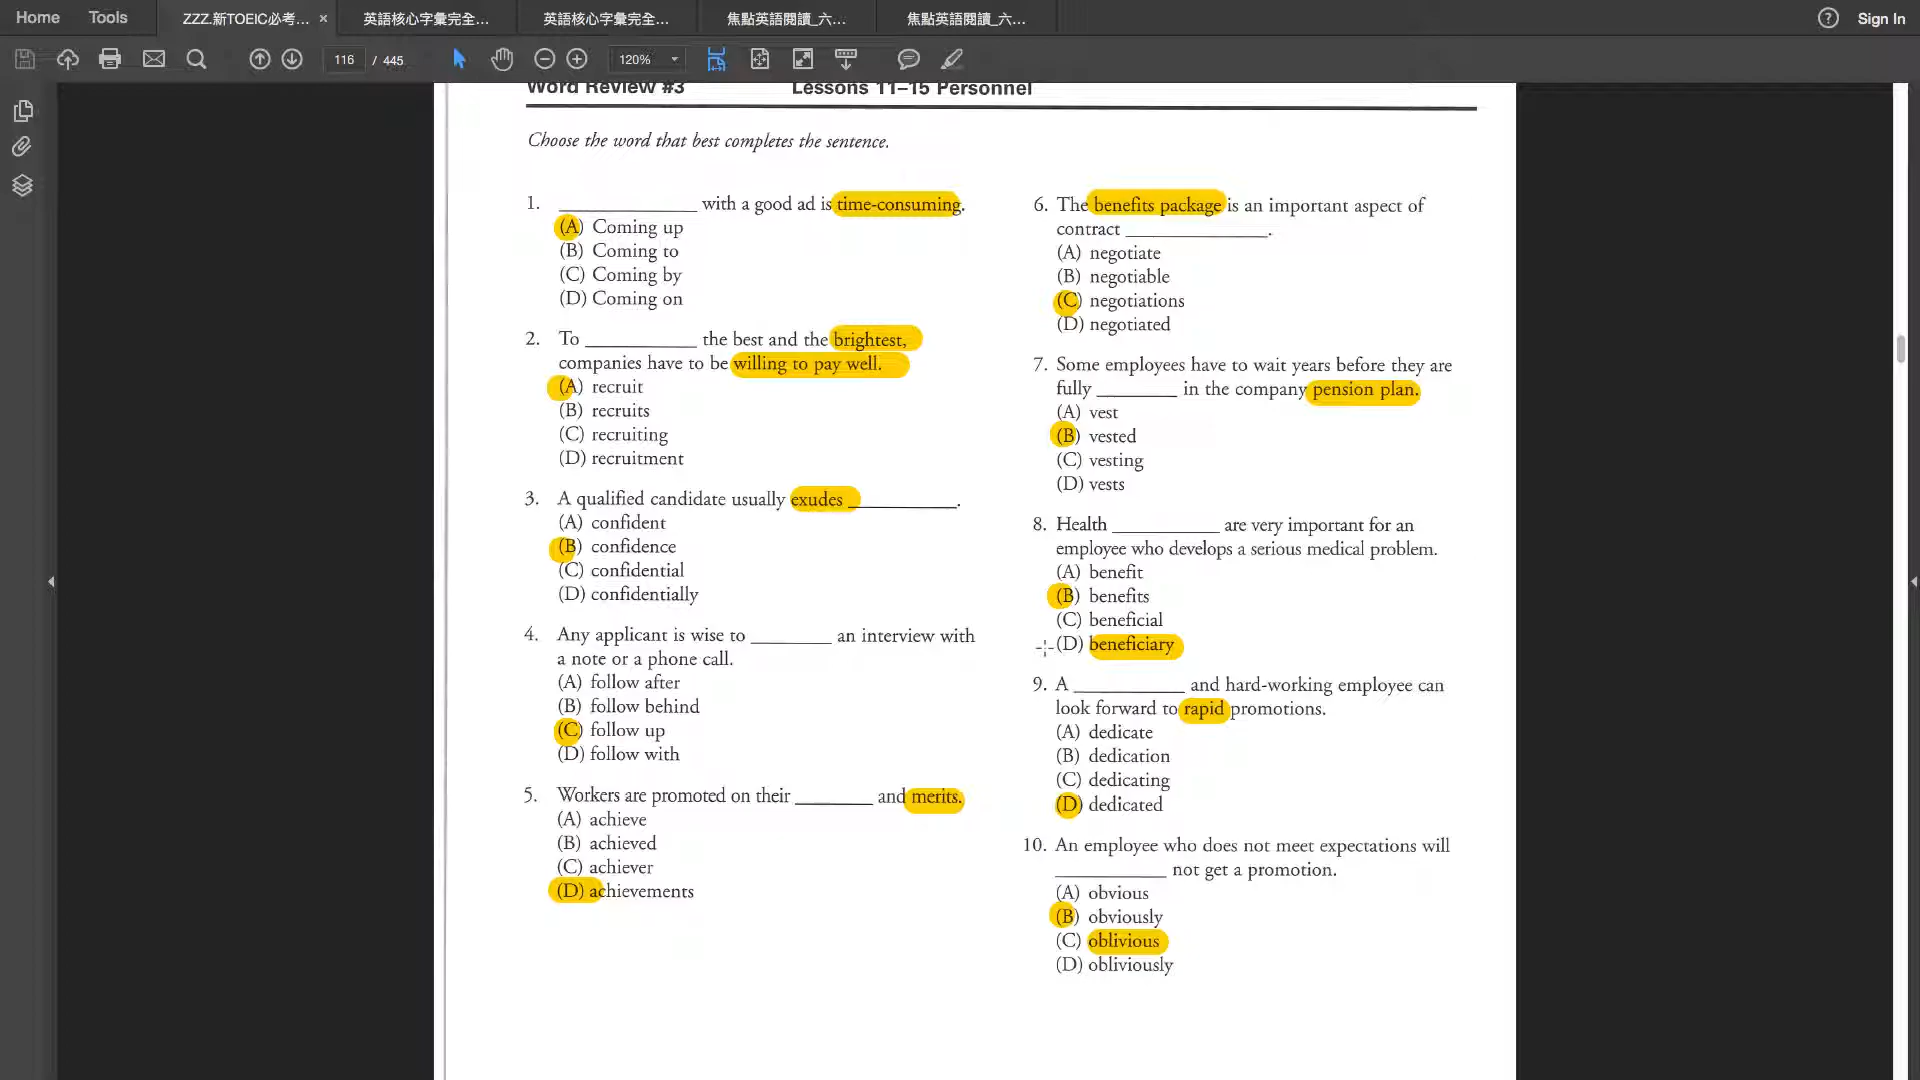 Home
Tools
ZZZ.新TOEIC必考... ×
英語核心字彙完全...
英語核心字彙完全...
焦點英語閱讀_六...
焦點英語閱讀_六...
Sign In
116 / 445
120%
Word Review #3 Lessons 11–15 Personnel
Choose the word that best completes the sentence.
1. ______________ with a good ad is time-consuming.
(A) Coming up
(B) Coming to
(C) Coming by
(D) Coming on
2. To ___________ the best and the brightest,
companies have to be willing to pay well.
(A) recruit
(B) recruits
(C) recruiting
(D) recruitment
3. A qualified candidate usually exudes ___________.
(A) confident
(B) confidence
(C) confidential
(D) confidentially
4. Any applicant is wise to ________ an interview with
a note or a phone call.
(A) follow after
(B) follow behind
(C) follow up
(D) follow with
5. Workers are promoted on their ________ and merits.
(A) achieve
(B) achieved
(C) achiever
(D) achievements
6. The benefits package is an important aspect of
contract ______________.
(A) negotiate
(B) negotiable
(C) negotiations
(D) negotiated
7. Some employees have to wait years before they are
fully ________ in the company pension plan.
(A) vest
(B) vested
(C) vesting
(D) vests
8. Health ___________ are very important for an
employee who develops a serious medical problem.
(A) benefit
(B) benefits
(C) beneficial
(D) beneficiary
9. A ___________ and hard-working employee can
look forward to rapid promotions.
(A) dedicate
(B) dedication
(C) dedicating
(D) dedicated
10. An employee who does not meet expectations will
___________ not get a promotion.
(A) obvious
(B) obviously
(C) oblivious
(D) obliviously